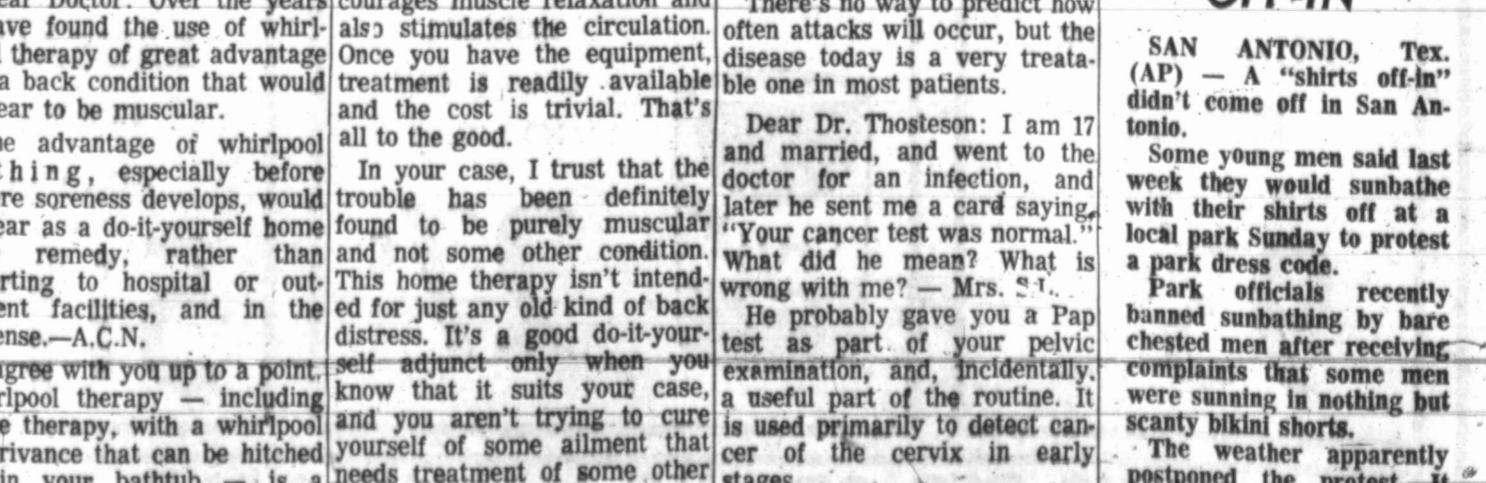 ear Doctor: Over the years
ave found the use of whirl-
therapy of great advantage
a back condition that would
ear to be muscular.
e advantage of whirlpool
thing, especially before
re soreness develops, would
ear as a do-it-yourself home
remedy, rather than
rting to hospital or out-
ent facilities, and in the
ense.—A.C.N.
agree with you up to a point.
rlpool therapy — including
e therapy, with a whirlpool
rivance that can be hitched
in your bathtub — is a
courages muscle relaxation and
also stimulates the circulation.
Once you have the equipment,
treatment is readily available
and the cost is trivial. That's
all to the good.
In your case, I trust that the
trouble has been definitely
found to be purely muscular
and not some other condition.
This home therapy isn't intend-
ed for just any old kind of back
distress. It's a good do-it-your-
self adjunct only when you
know that it suits your case,
and you aren't trying to cure
yourself of some ailment that
needs treatment of some other
There's no way to predict how
often attacks will occur, but the
disease today is a very treata-
ble one in most patients.
Dear Dr. Thosteson: I am 17
and married, and went to the
doctor for an infection, and
later he sent me a card saying,
"Your cancer test was normal."
What did he mean? What is
wrong with me? — Mrs.
He probably gave you a Pap
test as part of your pelvic
examination, and, incidentally,
a useful part of the routine. It
is used primarily to detect can-
cer of the cervix in early
stages.
OFF-IN
SAN ANTONIO, Tex.
(AP) — A "shirts off-in"
didn't come off in San An-
tonio.
Some young men said last
week they would sunbathe
with their shirts off at a
local park Sunday to protest
a park dress code.
Park officials recently
banned sunbathing by bare
chested men after receiving
complaints that some men
were sunning in nothing but
scanty bikini shorts.
The weather apparently
postponed the protest. It